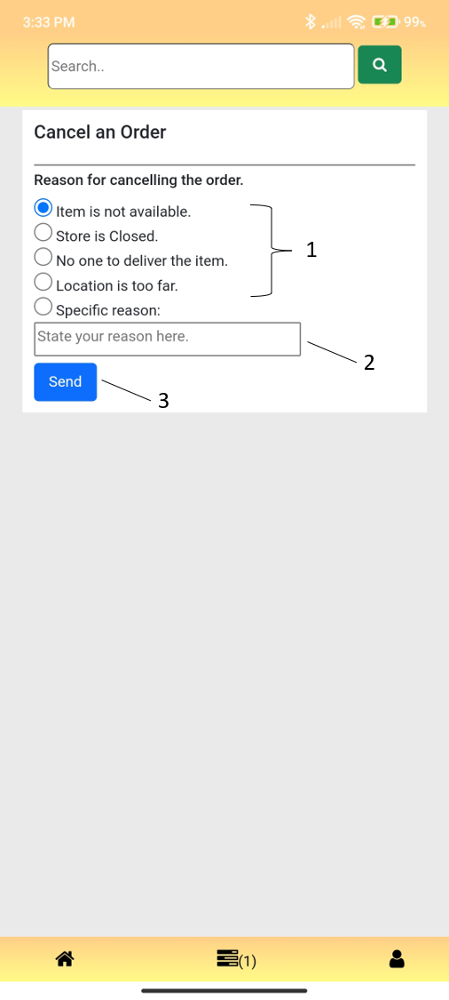 3:33 PM
99%
Search..
Cancel an Order
Reason for cancelling the order.
Item is not available.
Store is Closed.
1
No one to deliver the item.
Location is too far.
Specific reason:
State your reason here.
2
Send
3
(1)